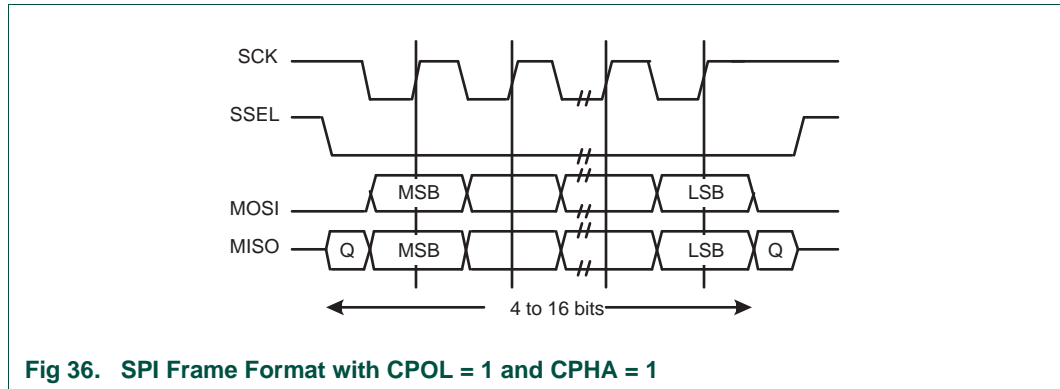 SCK
SSEL
MOSI
MSB
LSB
MISO
Q
MSB
LSB
Q
4 to 16 bits
Fig 36. SPI Frame Format with CPOL = 1 and CPHA = 1